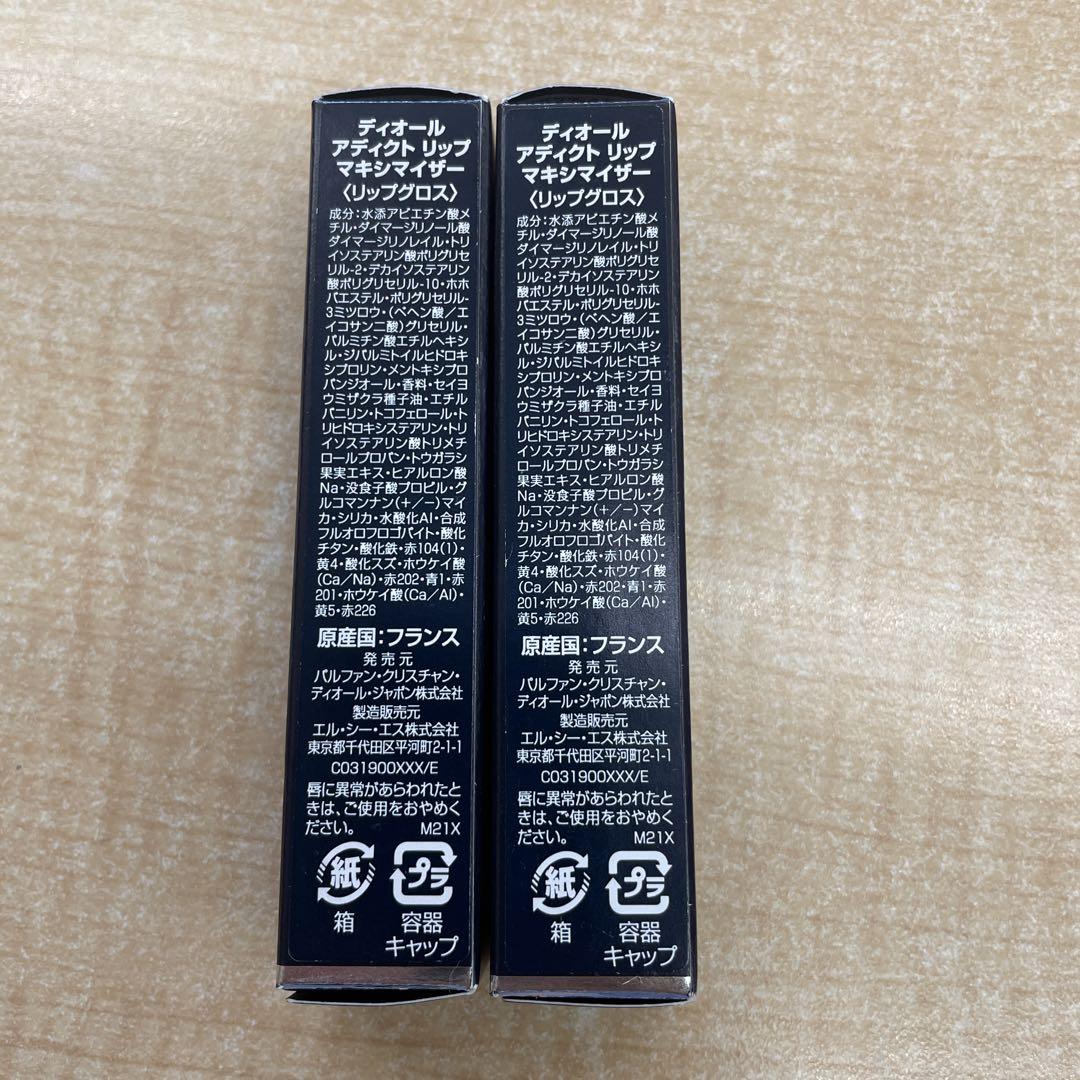 ディオール
アディクト リップ
マキシマイザー
〈リップグロス〉
成分:水添アビエチン酸メ
チル・ダイマージリノール酸
ダイマージリノレイル・トリ
イソステアリン酸ポリグリセ
リル-2・デカイソステアリン
酸ポリグリセリル-10・ホホ
バエステル・ポリグリセリル-
3ミツロウ・(ベヘン酸/エ
イコサン二酸)グリセリル・
パルミチン酸エチルヘキシ
ル・ジパルミトイルヒドロキ
シプロリン・メントキシプロ
パンジオール・香料・セイヨ
ウミザクラ種子油・エチル
バニリン・トコフェロール・ト
リヒドロキシステアリン・トリ
イソステアリン酸トリメチ
ロールプロパン・トウガラシ
果実エキス・ヒアルロン酸
Na・没食子酸プロピル・グ
ルコマンナン(+/−)マイ
カ・シリカ・水酸化Al・合成
フルオロフロゴパイト・酸化
チタン・酸化鉄・赤104(1)・
黄4・酸化スズ・ホウケイ酸
(Ca/Na)・赤202・青1・赤
201・ホウケイ酸(Ca/Al)・
黄5・赤226
原産国:フランス
発売元
パルファン・クリスチャン・
ディオール・ジャポン株式会社
製造販売元
エル・シー・エス株式会社
東京都千代田区平河町2-1-1
C031900XXX/E
唇に異常があらわれたと
きは、ご使用をおやめく
ださい。 M21X
紙 プラ
箱 容器
キャップ
ディオール
アディクト リップ
マキシマイザー
〈リップグロス〉
成分:水添アビエチン酸メ
チル・ダイマージリノール酸
ダイマージリノレイル・トリ
イソステアリン酸ポリグリセ
リル-2・デカイソステアリン
酸ポリグリセリル-10・ホホ
バエステル・ポリグリセリル-
3ミツロウ・(ベヘン酸/エ
イコサン二酸)グリセリル・
パルミチン酸エチルヘキシ
ル・ジパルミトイルヒドロキ
シプロリン・メントキシプロ
パンジオール・香料・セイヨ
ウミザクラ種子油・エチル
バニリン・トコフェロール・ト
リヒドロキシステアリン・トリ
イソステアリン酸トリメチ
ロールプロパン・トウガラシ
果実エキス・ヒアルロン酸
Na・没食子酸プロピル・グ
ルコマンナン(+/−)マイ
カ・シリカ・水酸化Al・合成
フルオロフロゴパイト・酸化
チタン・酸化鉄・赤104(1)・
黄4・酸化スズ・ホウケイ酸
(Ca/Na)・赤202・青1・赤
201・ホウケイ酸(Ca/Al)・
黄5・赤226
原産国:フランス
発売元
パルファン・クリスチャン・
ディオール・ジャポン株式会社
製造販売元
エル・シー・エス株式会社
東京都千代田区平河町2-1-1
C031900XXX/E
唇に異常があらわれたと
きは、ご使用をおやめく
ださい。 M21X
紙 プラ
箱 容器
キャップ